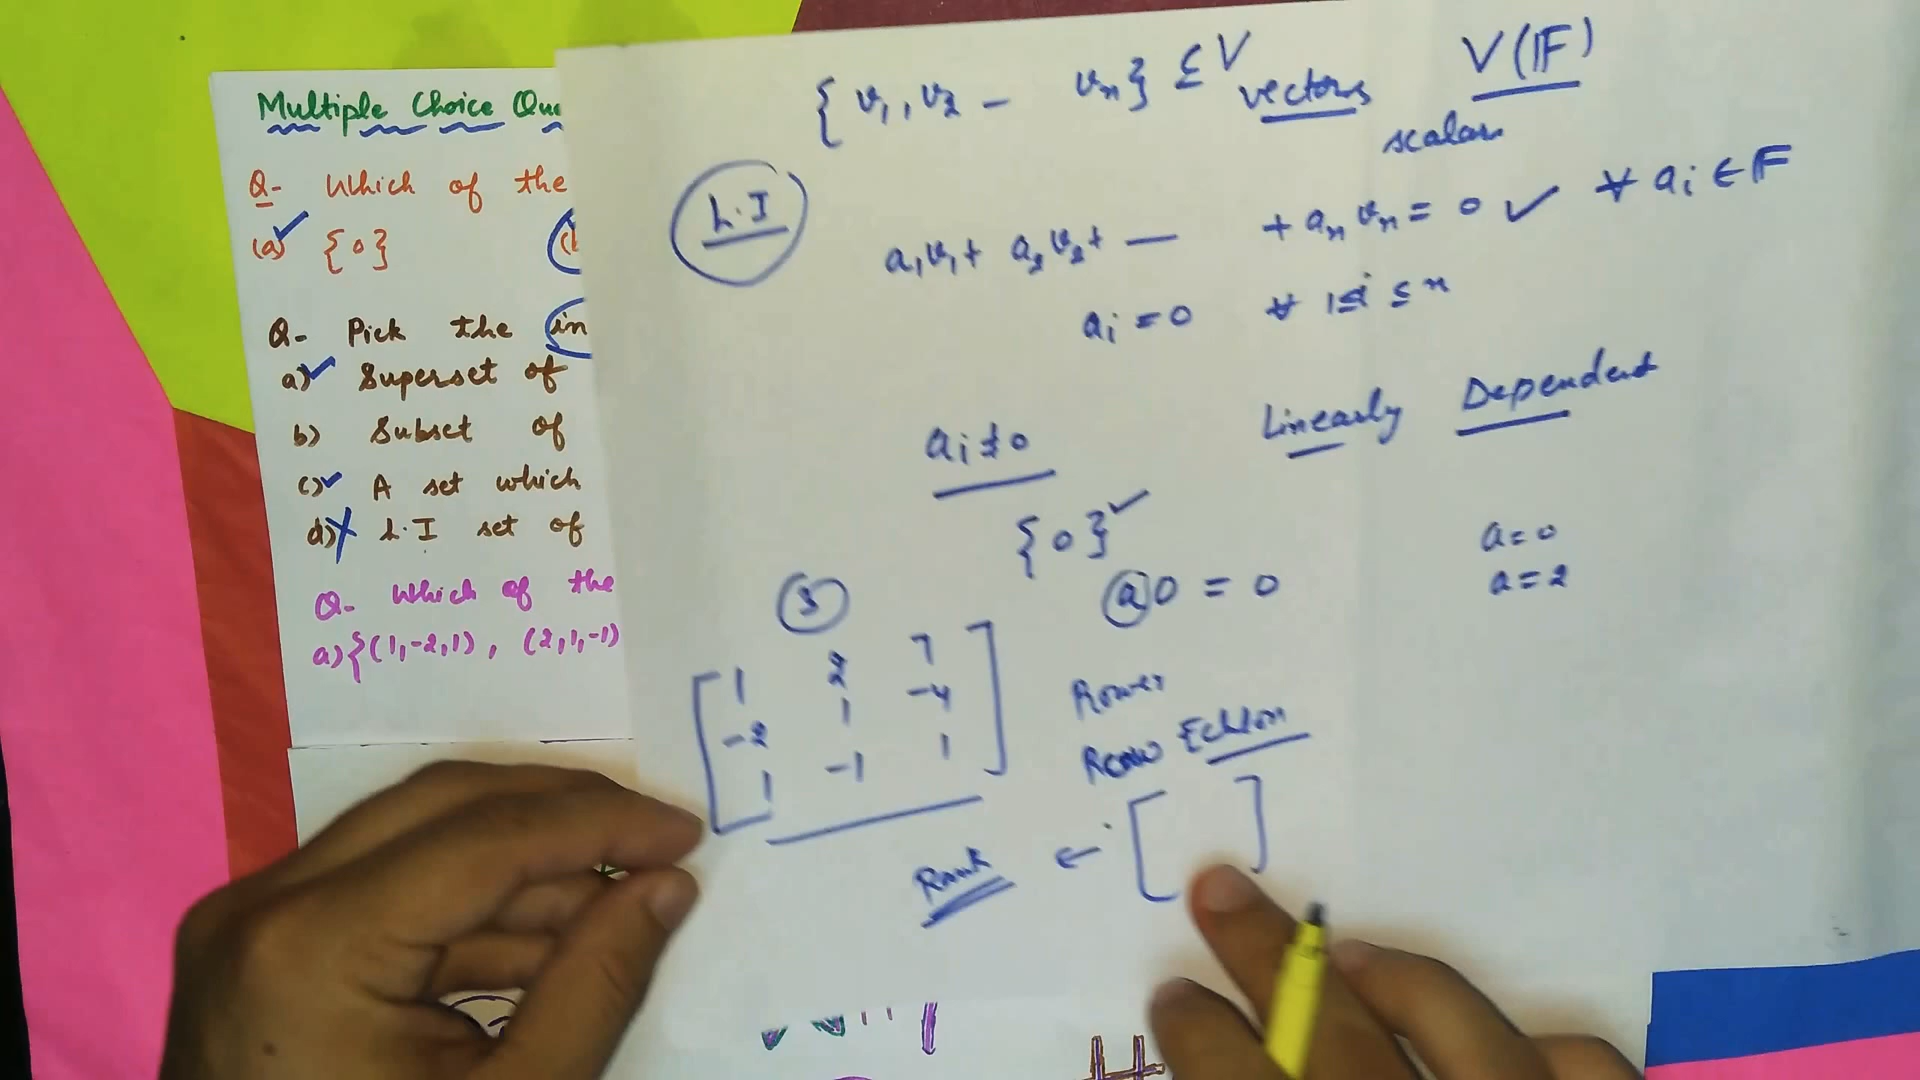 Multiple Choice Que
Q- Which of the
(a) {0} (b
Q- Pick the in
a) Superset of
b) Subset of
c) A set which
d) L.I set of
Q- Which of the
a) {(1,-2,1), (2,1,-1)
{v₁, v₂ - vₙ} ⊆ V V(𝔽)
vectors
scalars
L.I
a₁v₁ + a₂v₂ + — + aₙvₙ = 0 ✓ ∀ aᵢ ∈ F
aᵢ = 0 ∀ 1≤i≤n
aᵢ ≠ 0 Linearly Dependent
{0} ✓
a0 = 0 a=0
a=2
3
[ 1 2 7
-2 1 -4
1 -1 1 ]
Row Echlon
Rank ← [ ]